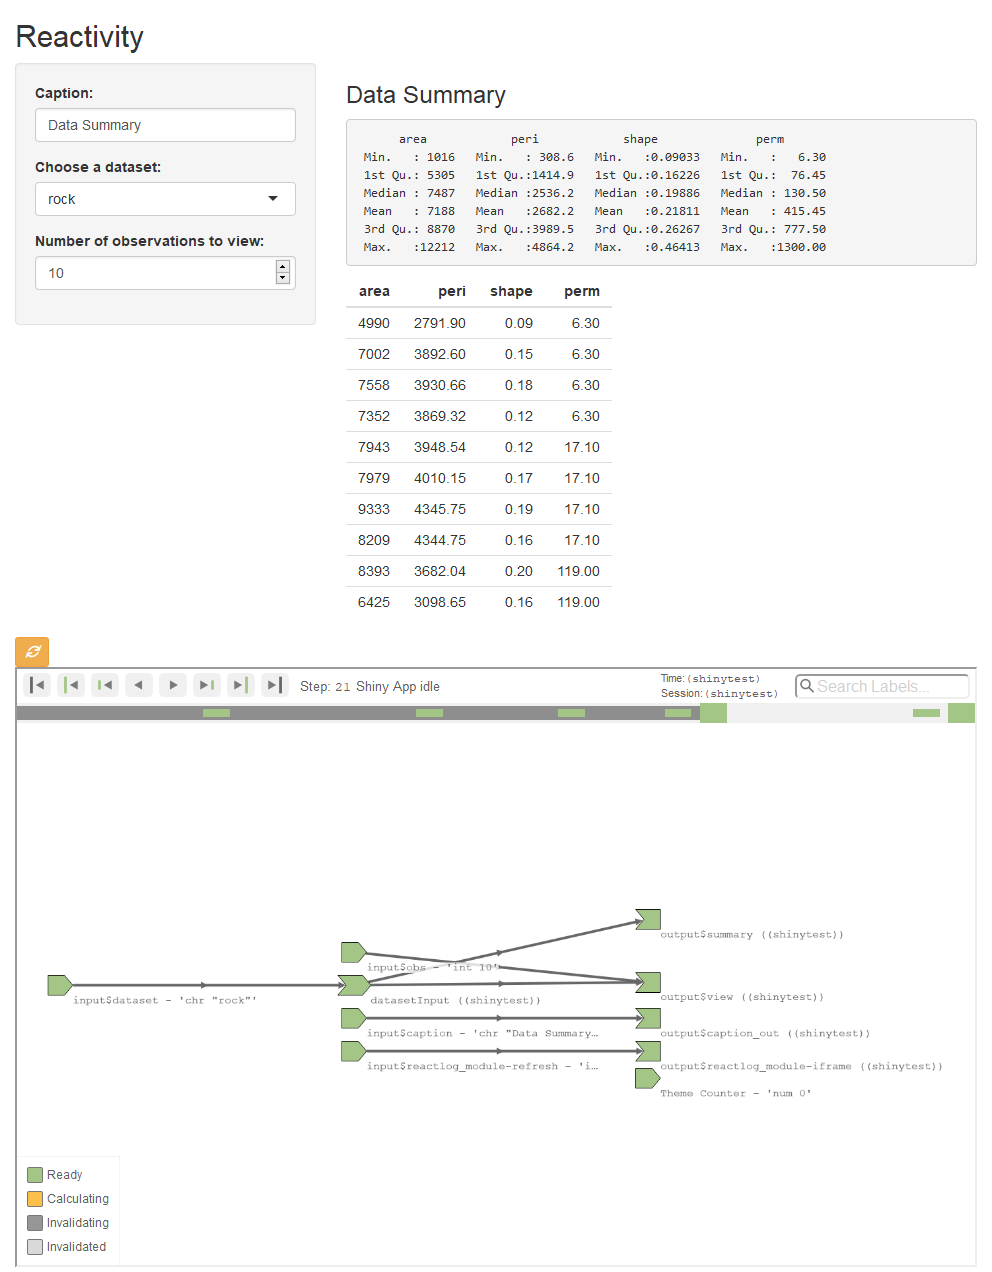 Reactivity
Caption:
Data Summary
Choose a dataset:
rock
Number of observations to view:
10
Data Summary
area peri shape perm
Min. : 1016 Min. : 308.6 Min. :0.09033 Min. : 6.30
1st Qu.: 5305 1st Qu.:1414.9 1st Qu.:0.16226 1st Qu.: 76.45
Median : 7487 Median :2536.2 Median :0.19886 Median : 130.50
Mean : 7188 Mean :2682.2 Mean :0.21811 Mean : 415.45
3rd Qu.: 8870 3rd Qu.:3989.5 3rd Qu.:0.26267 3rd Qu.: 777.50
Max. :12212 Max. :4864.2 Max. :0.46413 Max. :1300.00
area peri shape perm
4990 2791.90 0.09 6.30
7002 3892.60 0.15 6.30
7558 3930.66 0.18 6.30
7352 3869.32 0.12 6.30
7943 3948.54 0.12 17.10
7979 4010.15 0.17 17.10
9333 4345.75 0.19 17.10
8209 4344.75 0.16 17.10
8393 3682.04 0.20 119.00
6425 3098.65 0.16 119.00
Step: 21 Shiny App idle
Time: (shinytest)
Session: (shinytest)
Search Labels...
output$summary ((shinytest))
input$obs - 'int 10'
output$view ((shinytest))
input$dataset - 'chr "rock"'
datasetInput ((shinytest))
input$caption - 'chr "Data Summary…
output$caption_out ((shinytest))
input$reactlog_module-refresh - 'i…
output$reactlog_module-iframe ((shinytest))
Theme Counter - 'num 0'
Ready
Calculating
Invalidating
Invalidated